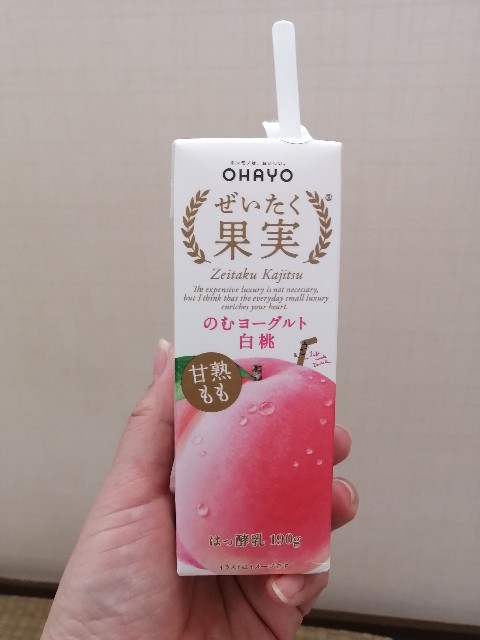 OHAYO
ぜいたく
果実
Zeitaku Kajitsu
The expensive luxury is not necessary,
but I think that the everyday small luxury
enriches your heart.
のむヨーグルト
白桃
甘熟
もも
はっ酵乳 190g